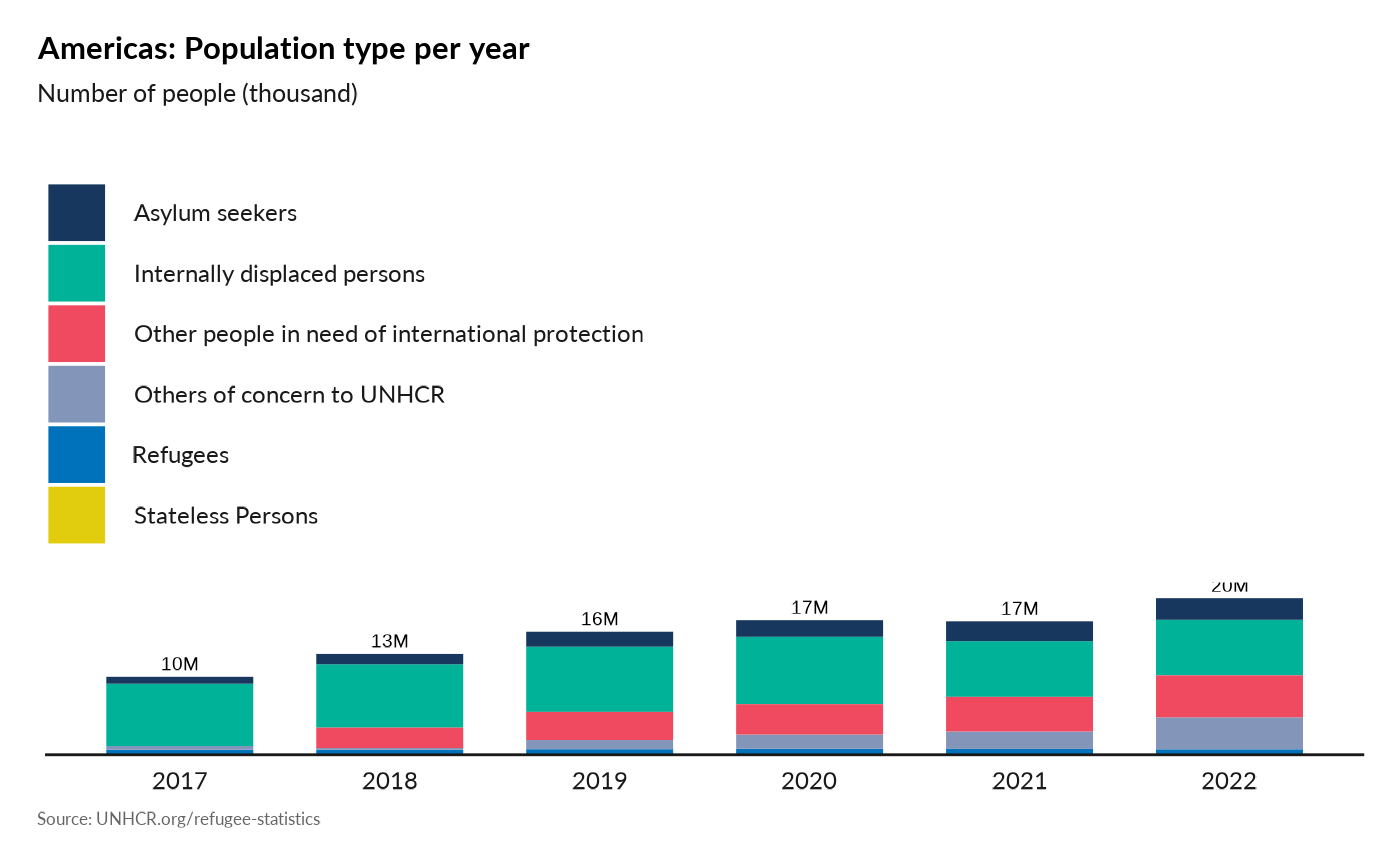 Americas: Population type per year
Number of people (thousand)
Asylum seekers
Internally displaced persons
Other people in need of international protection
Others of concern to UNHCR
Refugees
Stateless Persons
10M
13M
16M
17M
17M
20M
2017
2018
2019
2020
2021
2022
Source: UNHCR.org/refugee-statistics